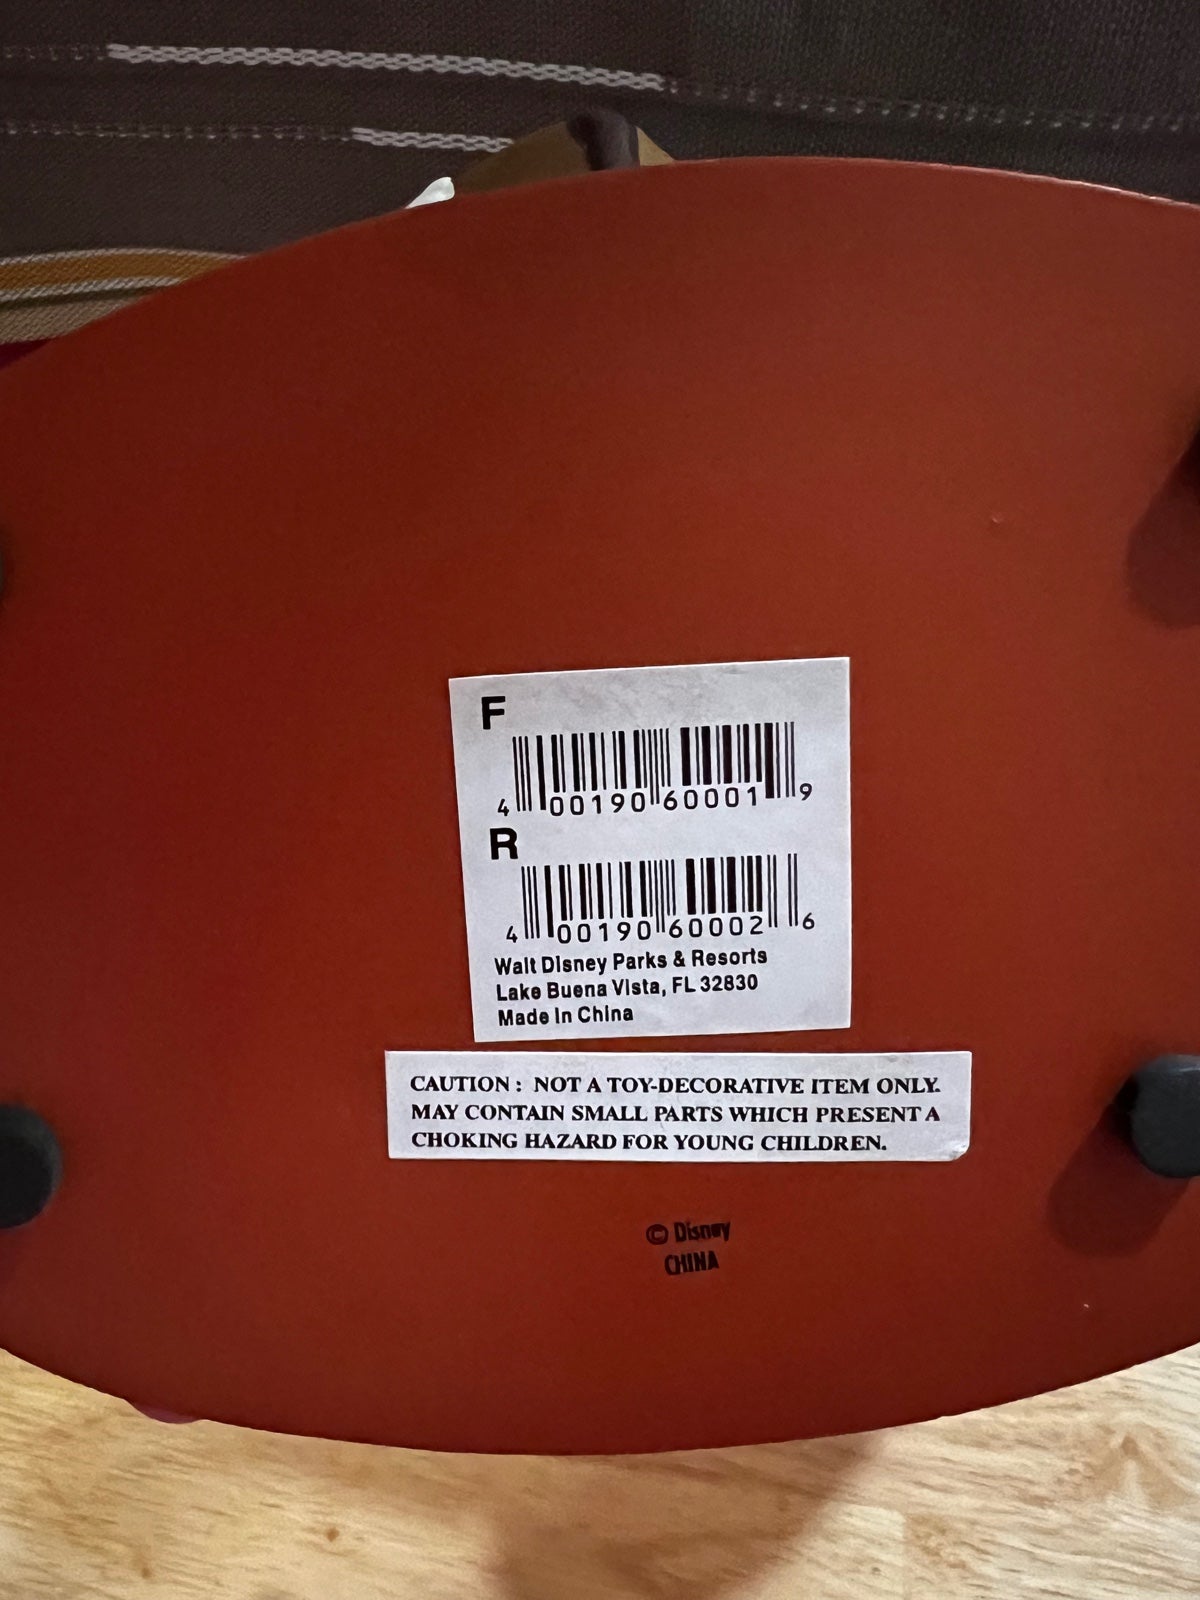 F
4 00190 60001 9
R
4 00190 60002 6
Walt Disney Parks & Resorts
Lake Buena Vista, FL 32830
Made in China
CAUTION : NOT A TOY-DECORATIVE ITEM ONLY.
MAY CONTAIN SMALL PARTS WHICH PRESENT A
CHOKING HAZARD FOR YOUNG CHILDREN.
© Disney
CHINA